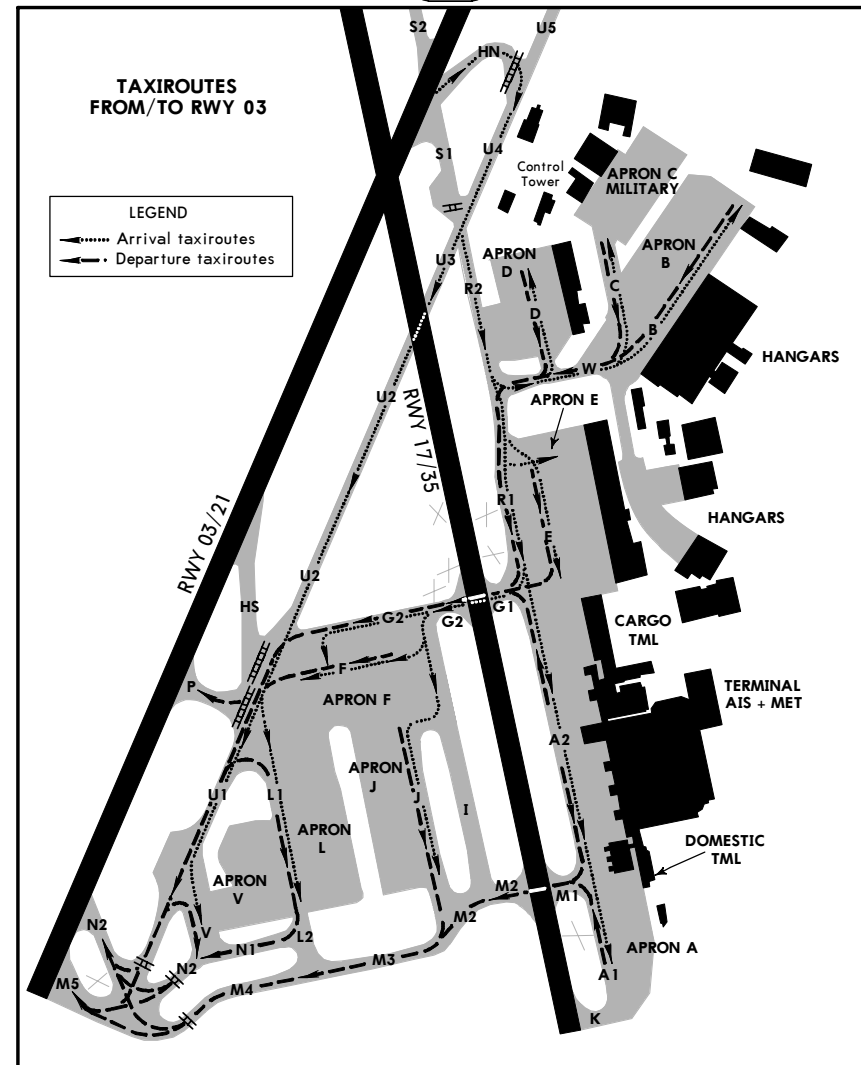 S2
U5
HN
TAXIROUTES
FROM/TO RWY 03
U4
S1
Control
Tower
APRON C
MILITARY
LEGEND
Arrival taxiroutes
Departure taxiroutes
U3
APRON
D
APRON
B
R2
C
D
B
W
HANGARS
U2
RWY 17/35
APRON E
RWY 03/21
R1
E
HANGARS
U2
HS
G2
G2
G1
CARGO
TML
P
F
APRON F
TERMINAL
AIS + MET
A2
APRON
J
U1
L1
J
I
APRON
L
DOMESTIC
TML
APRON
V
M2
M1
N2
V
N1
L2
M2
APRON A
N2
M3
M5
M4
A1
K